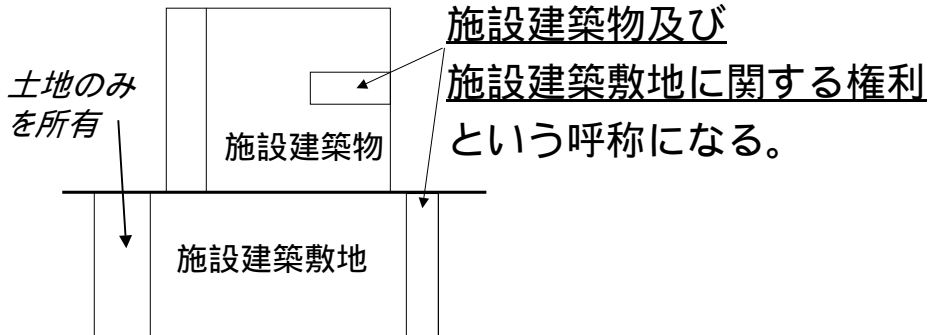 施設建築物及び
施設建築敷地に関する権利
という呼称になる。
土地のみ
を所有
施設建築物
施設建築敷地